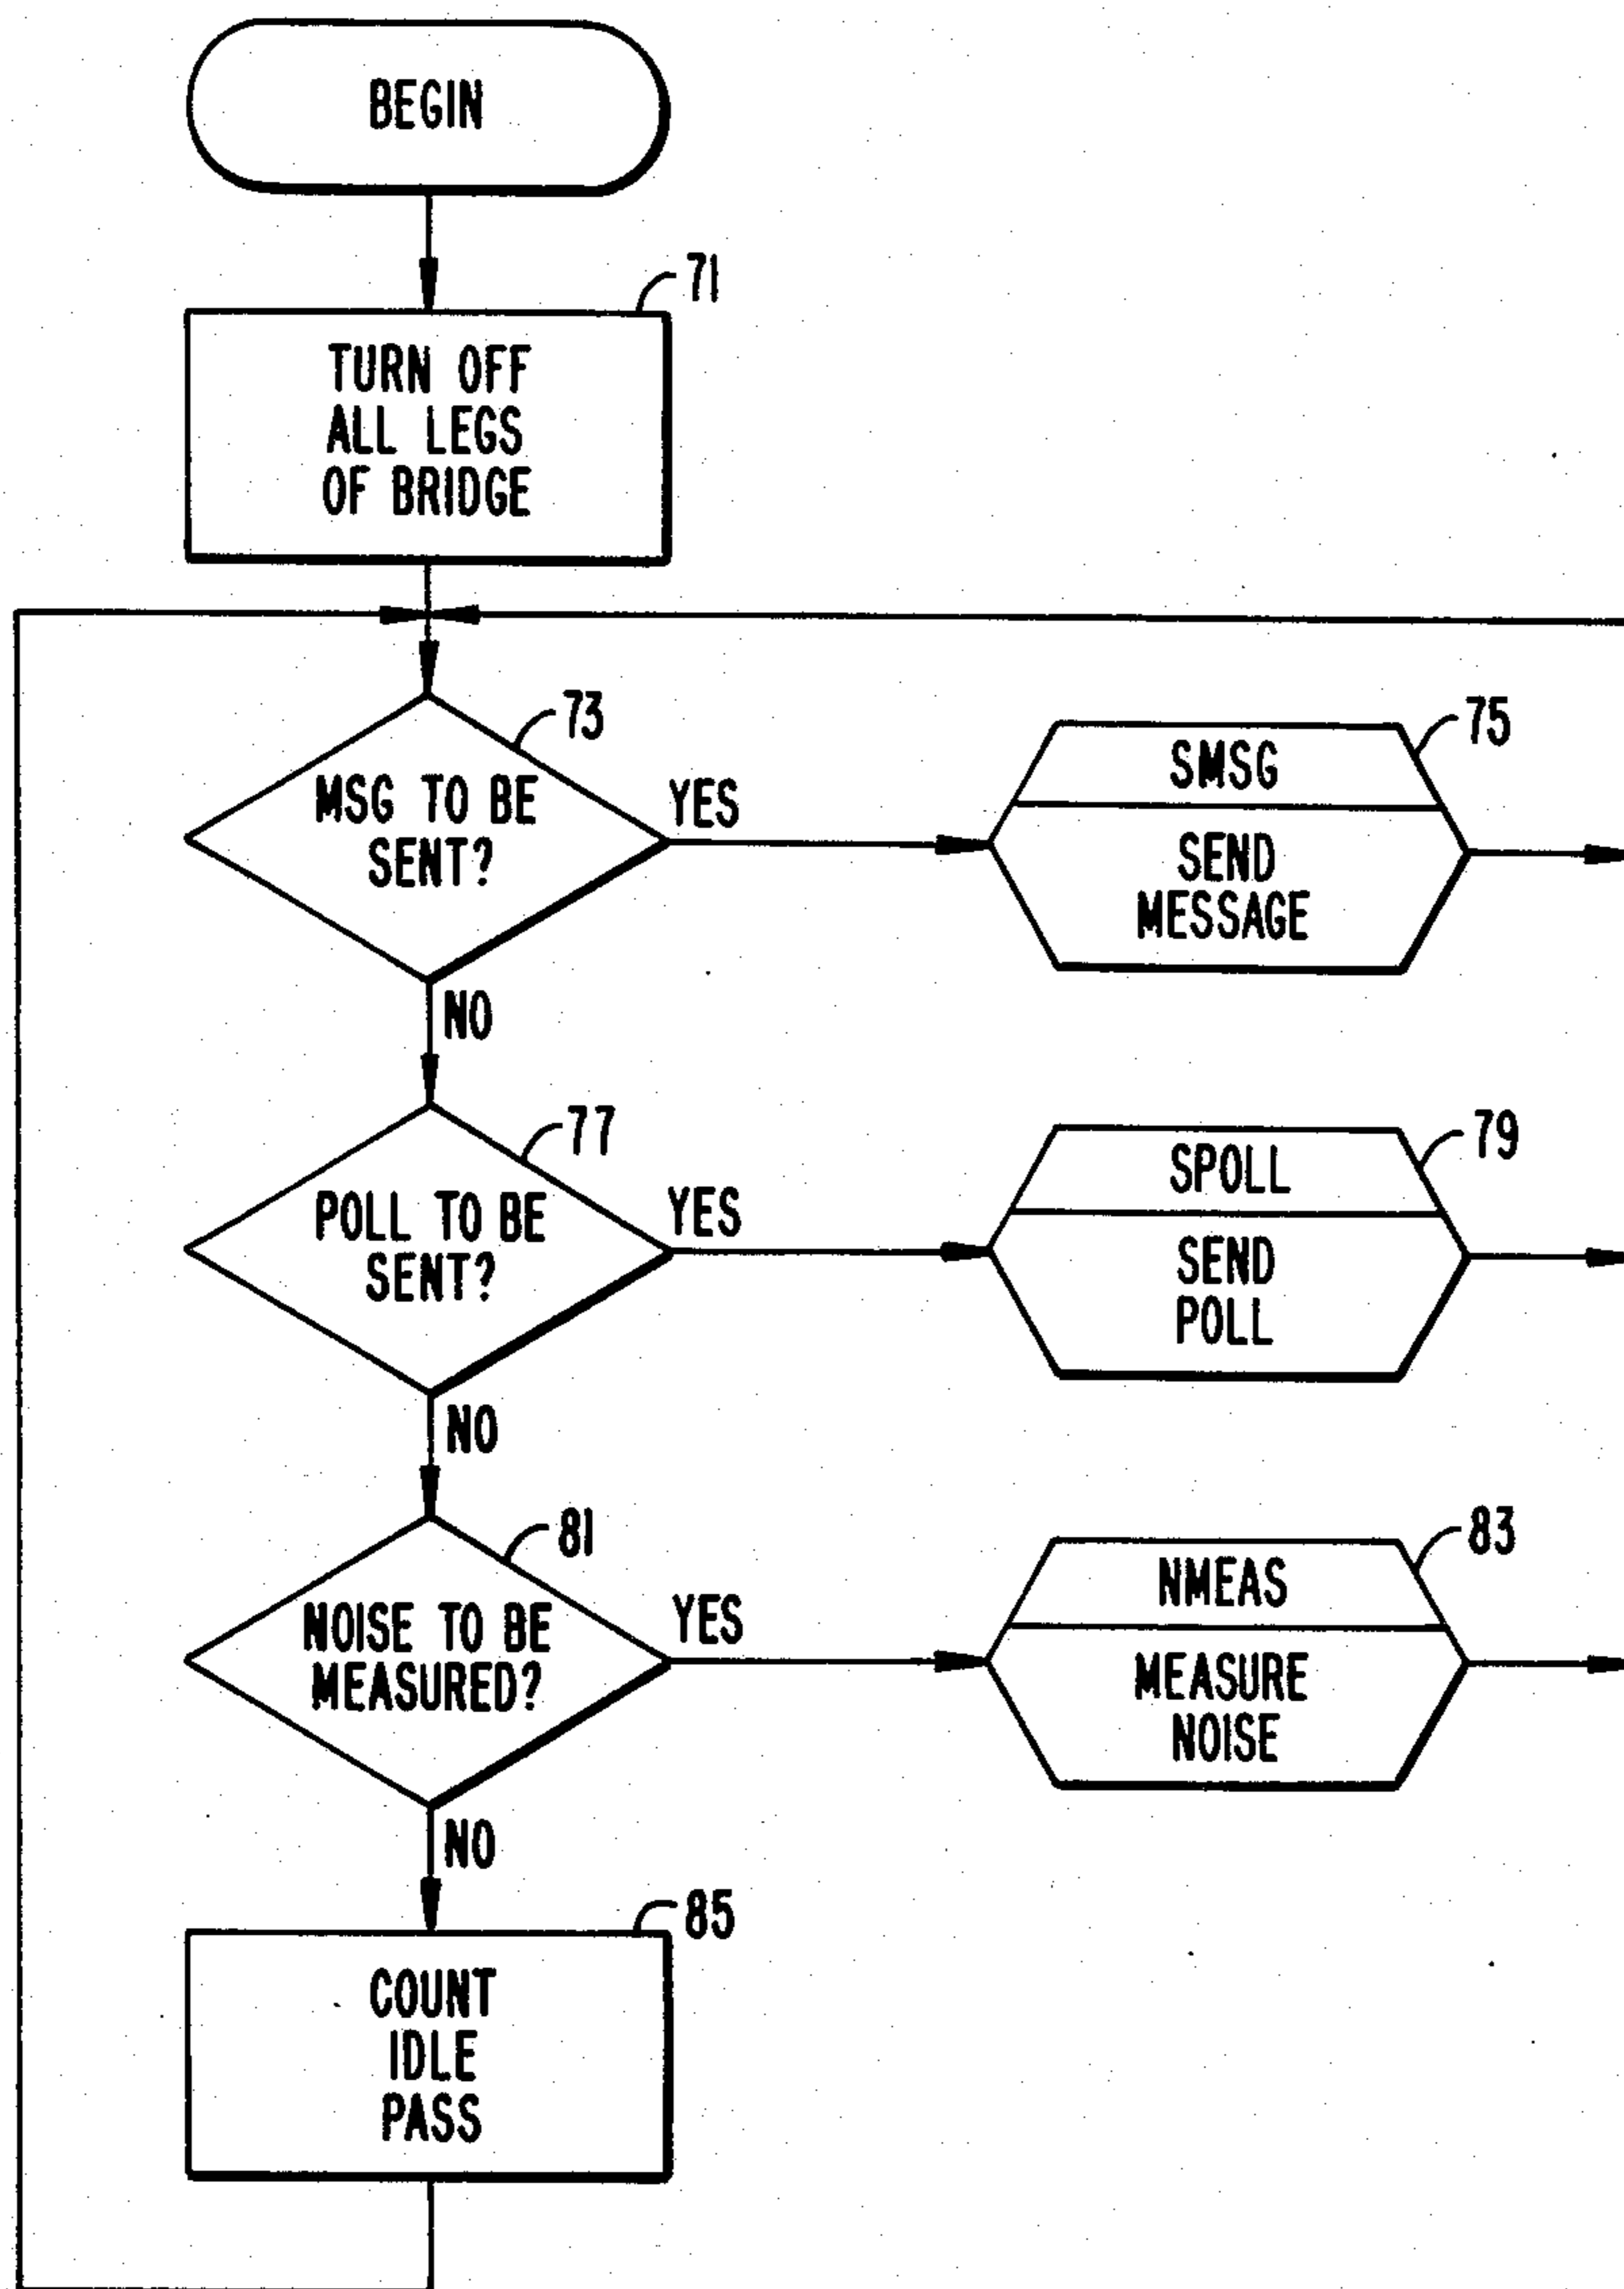 BEGIN
71
TURN OFF
ALL LEGS
OF BRIDGE
73
MSG TO BE
SENT?
YES
75
SMSG
SEND
MESSAGE
NO
77
POLL TO BE
SENT?
YES
79
SPOLL
SEND
POLL
NO
81
NOISE TO BE
MEASURED?
YES
83
NMEAS
MEASURE
NOISE
NO
85
COUNT
IDLE
PASS